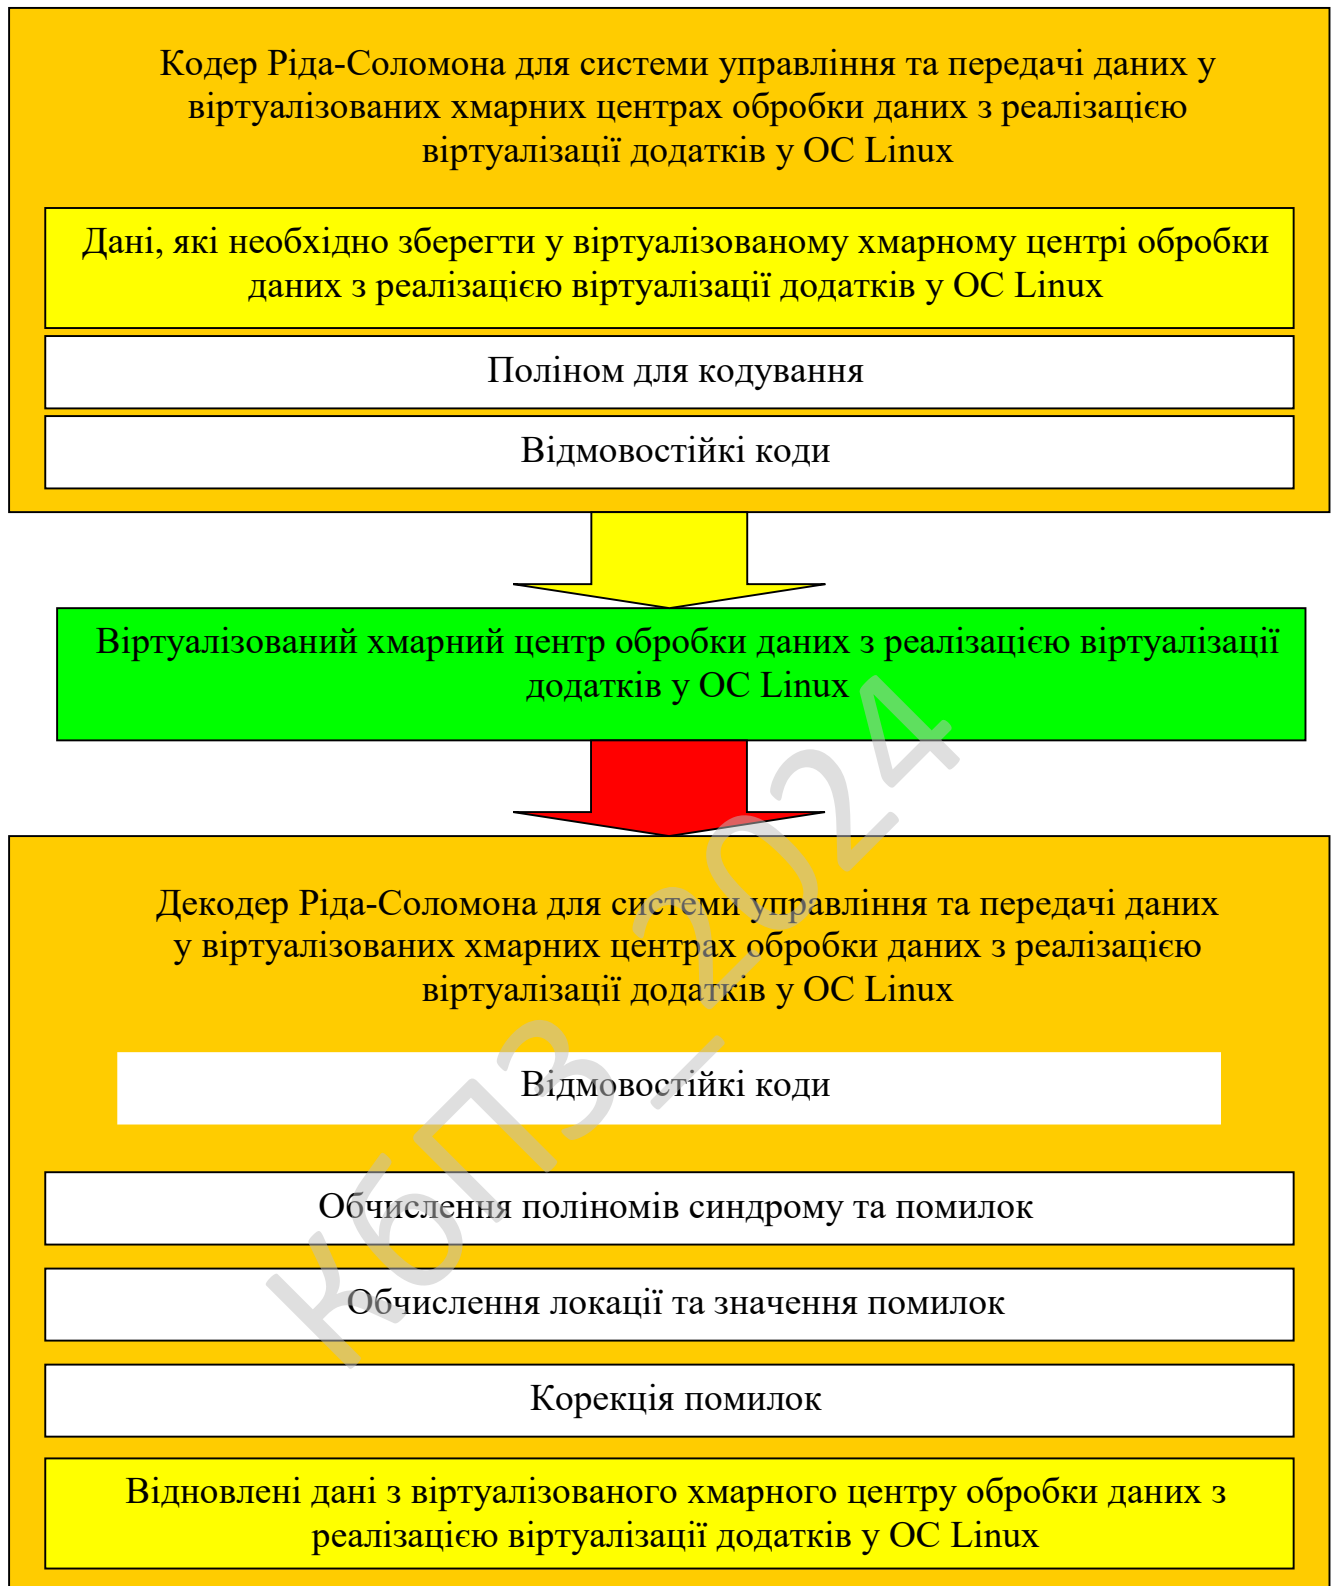 Кодер Ріда-Соломона для системи управління та передачі даних у
віртуалізованих хмарних центрах обробки даних з реалізацією
віртуалізації додатків у ОС Linux
Дані, які необхідно зберегти у віртуалізованому хмарному центрі обробки
даних з реалізацією віртуалізації додатків у ОС Linux
Поліном для кодування
Відмовостійкі коди
Віртуалізований хмарний центр обробки даних з реалізацією віртуалізації
додатків у ОС Linux
Декодер Ріда-Соломона для системи управління та передачі даних
у віртуалізованих хмарних центрах обробки даних з реалізацією
віртуалізації додатків у ОС Linux
Відмовостійкі коди
Обчислення поліномів синдрому та помилок
Обчислення локації та значення помилок
Корекція помилок
Відновлені дані з віртуалізованого хмарного центру обробки даних з
реалізацією віртуалізації додатків у ОС Linux
КбПЗ_2024